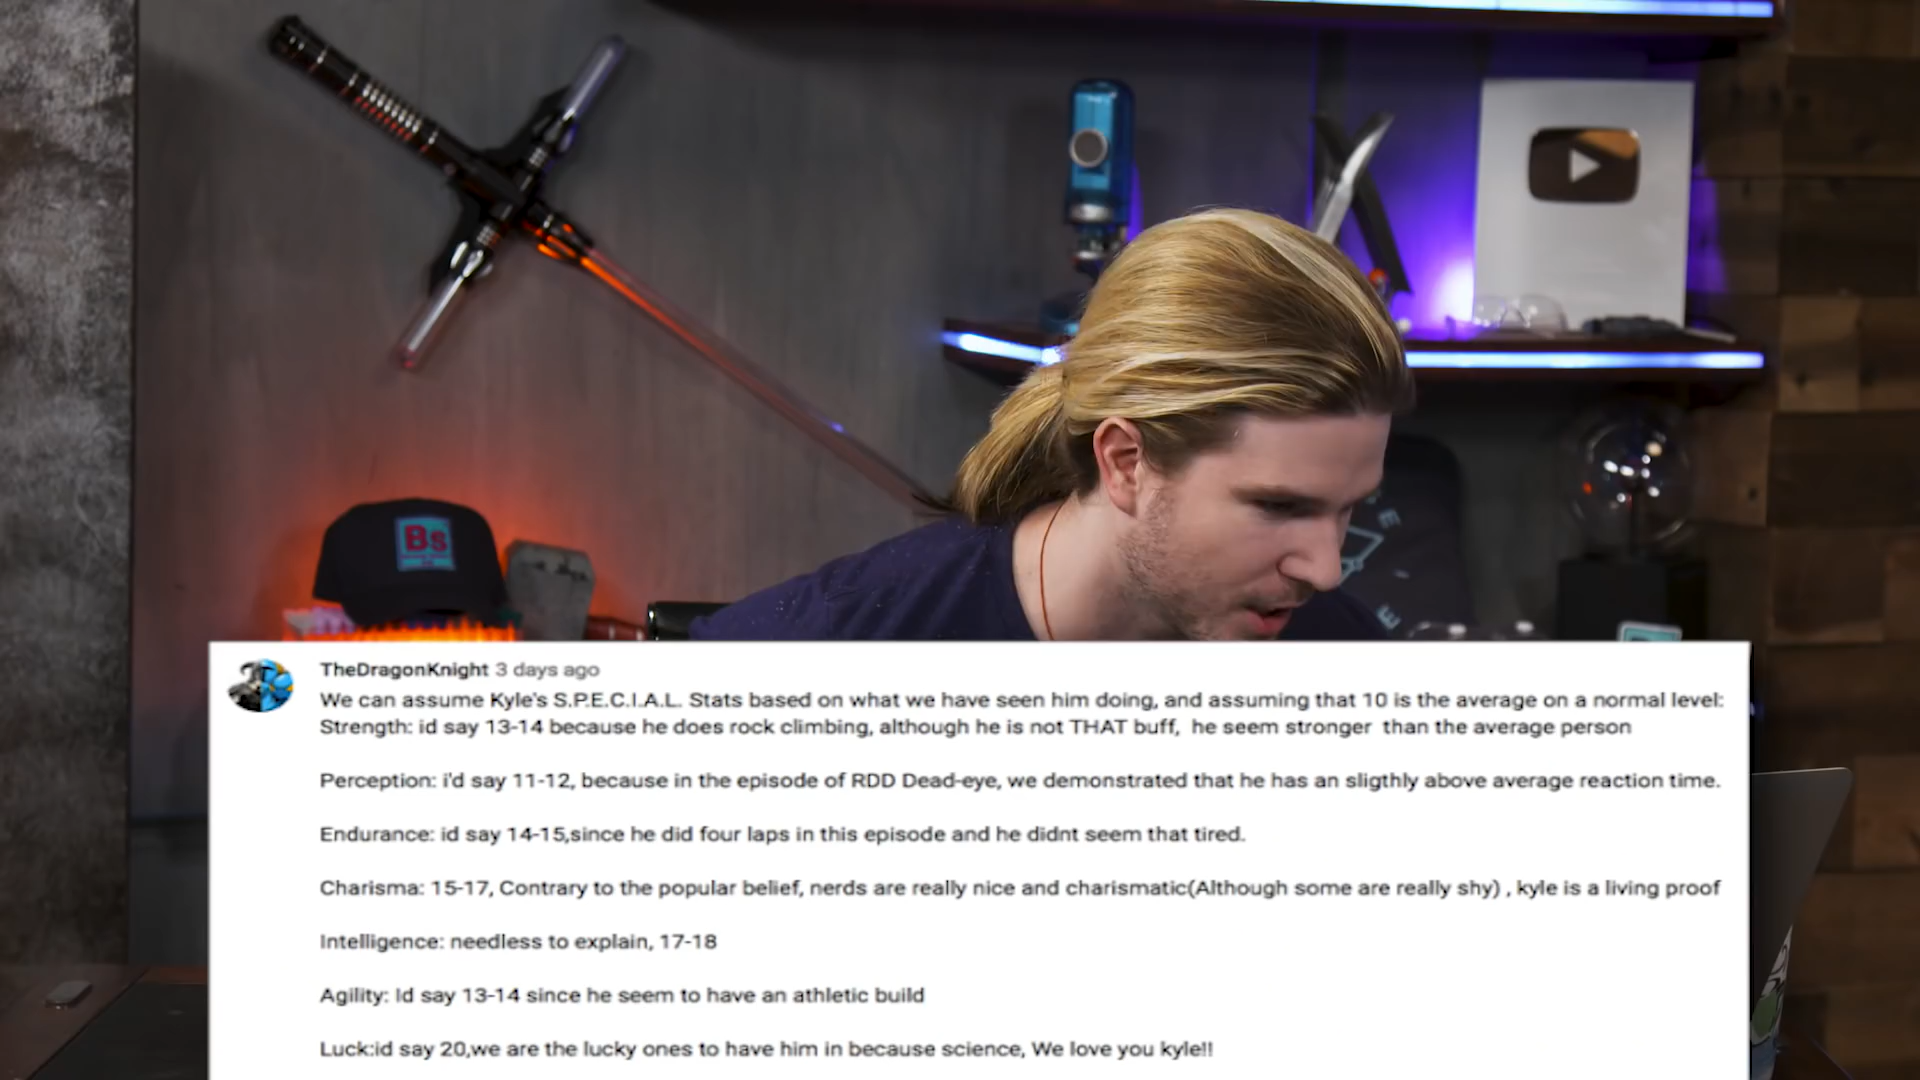 Bs
TheDragonKnight 3 days ago
We can assume Kyle's S.P.E.C.I.A.L. Stats based on what we have seen him doing, and assuming that 10 is the average on a normal level:
Strength: id say 13-14 because he does rock climbing, although he is not THAT buff,  he seem stronger  than the average person
Perception: i'd say 11-12, because in the episode of RDD Dead-eye, we demonstrated that he has an sligthly above average reaction time.
Endurance: id say 14-15,since he did four laps in this episode and he didnt seem that tired.
Charisma: 15-17, Contrary to the popular belief, nerds are really nice and charismatic(Although some are really shy) , kyle is a living proof
Intelligence: needless to explain, 17-18
Agility: Id say 13-14 since he seem to have an athletic build
Luck:id say 20,we are the lucky ones to have him in because science, We love you kyle!!